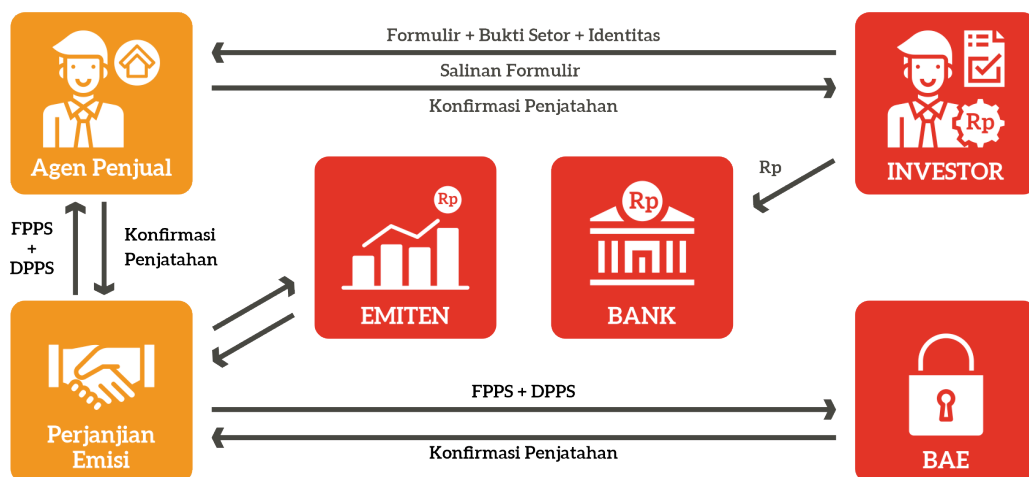 Formulir + Bukti Setor + Identitas
Salinan Formulir
Konfirmasi Penjatahan
Agen Penjual
Rp
INVESTOR
Rp
FPPS
+
DPPS
Konfirmasi
Penjatahan
Rp
EMITEN
Rp
BANK
Perjanjian
Emisi
FPPS + DPPS
Konfirmasi Penjatahan
BAE